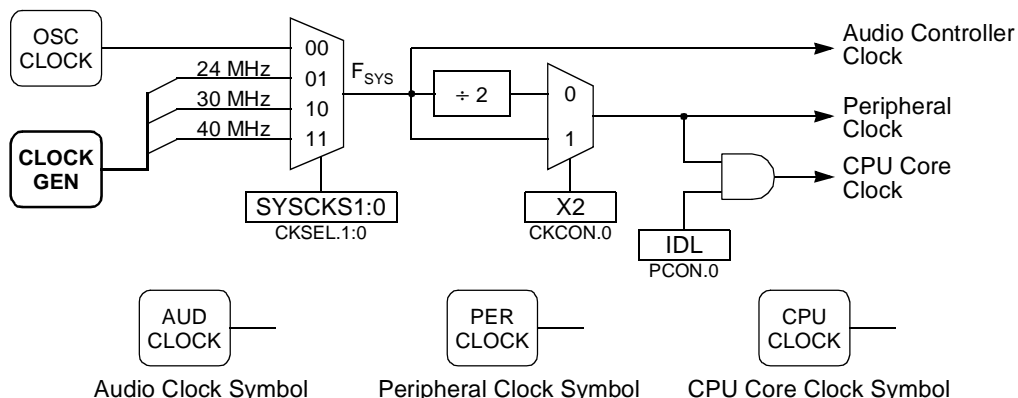 OSC
CLOCK
24 MHz
30 MHz
40 MHz
CLOCK
GEN
00
01
10
11
FSYS
SYSCKS1:0
CKSEL.1:0
÷ 2
0
1
X2
CKCON.0
IDL
PCON.0
Audio Controller
Clock
Peripheral
Clock
CPU Core
Clock
AUD
CLOCK
Audio Clock Symbol
PER
CLOCK
Peripheral Clock Symbol
CPU
CLOCK
CPU Core Clock Symbol